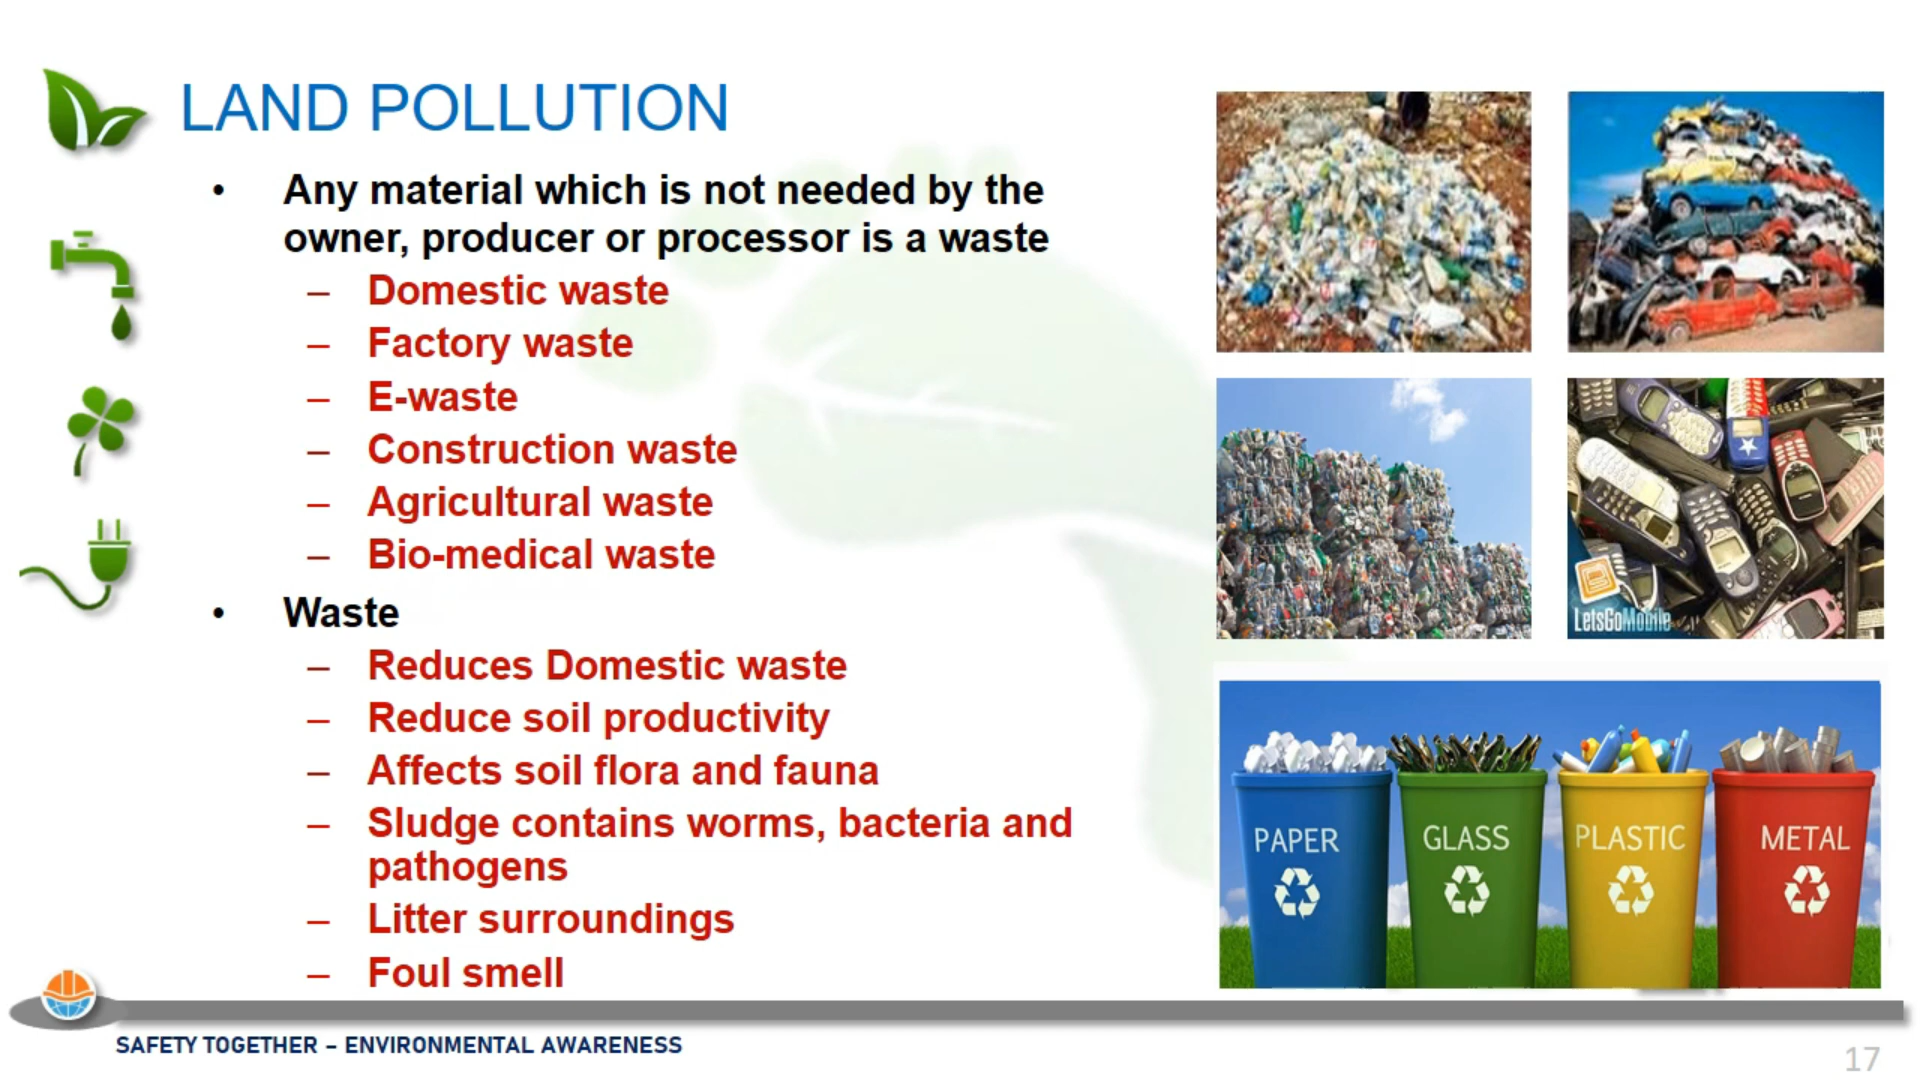 LAND POLLUTION
• Any material which is not needed by the
owner, producer or processor is a waste
– Domestic waste
– Factory waste
– E-waste
– Construction waste
– Agricultural waste
– Bio-medical waste
• Waste
– Reduces Domestic waste
– Reduce soil productivity
– Affects soil flora and fauna
– Sludge contains worms, bacteria and
pathogens
– Litter surroundings
– Foul smell
LetsGoMobile
PAPER
GLASS
PLASTIC
METAL
SAFETY TOGETHER – ENVIRONMENTAL AWARENESS
17